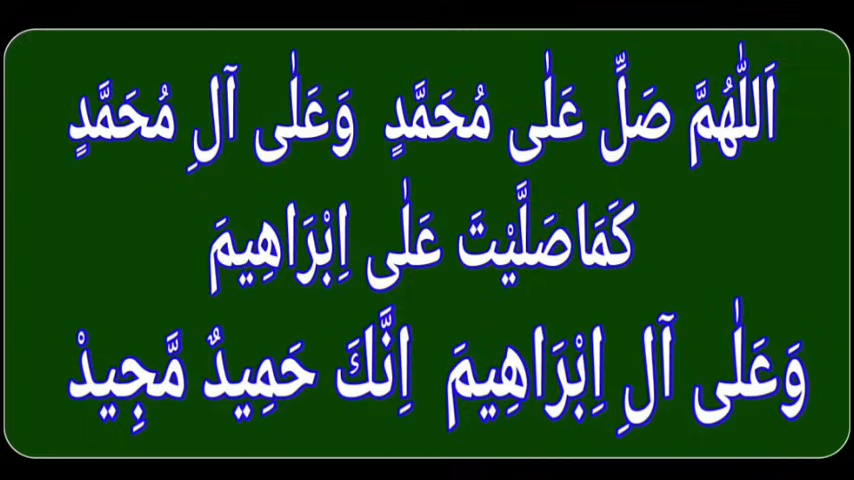 اَللّٰهُمَّ صَلِّ عَلٰى مُحَمَّدٍ وَعَلٰى آلِ مُحَمَّدٍ
كَمَاصَلَّيْتَ عَلٰى اِبْرَاهِيمَ
وَعَلٰى آلِ اِبْرَاهِيمَ اِنَّكَ حَمِيدٌ مَّجِيدْ